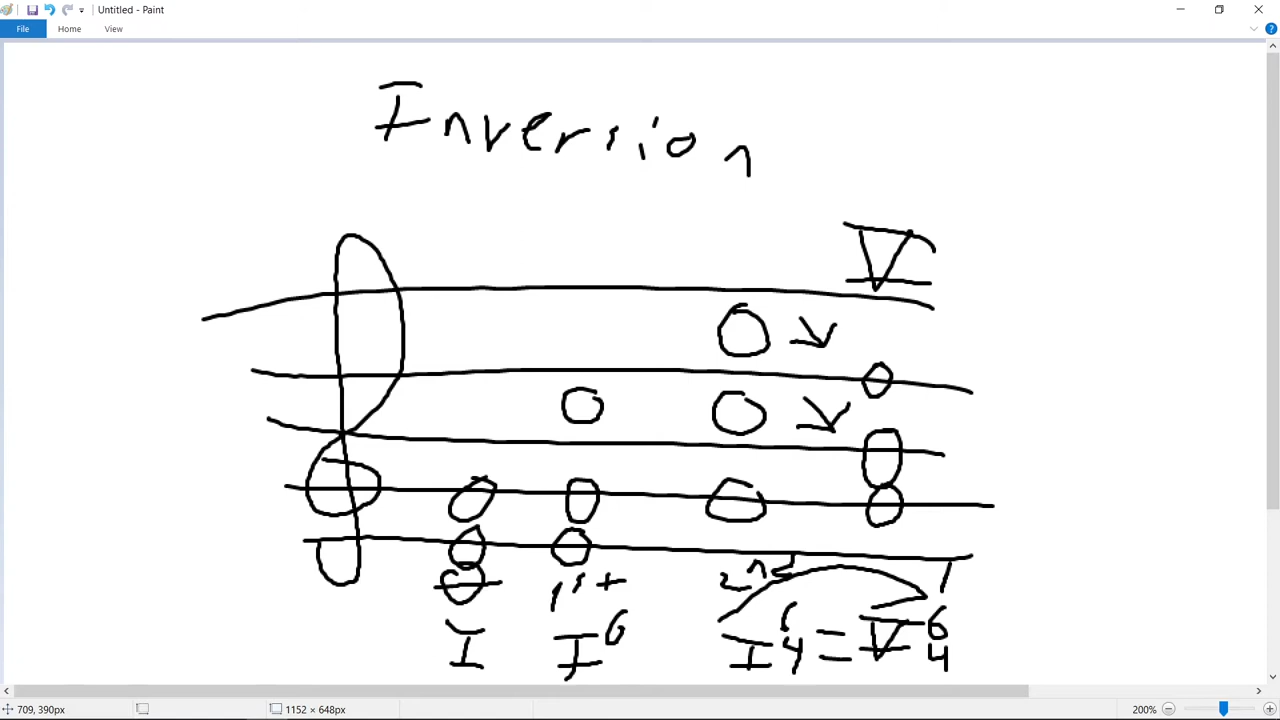 Untitled - Paint
File Home View
Inversion
V
1st 2nd
I I6 I64 = V64
709, 390px 1152 × 648px 200%